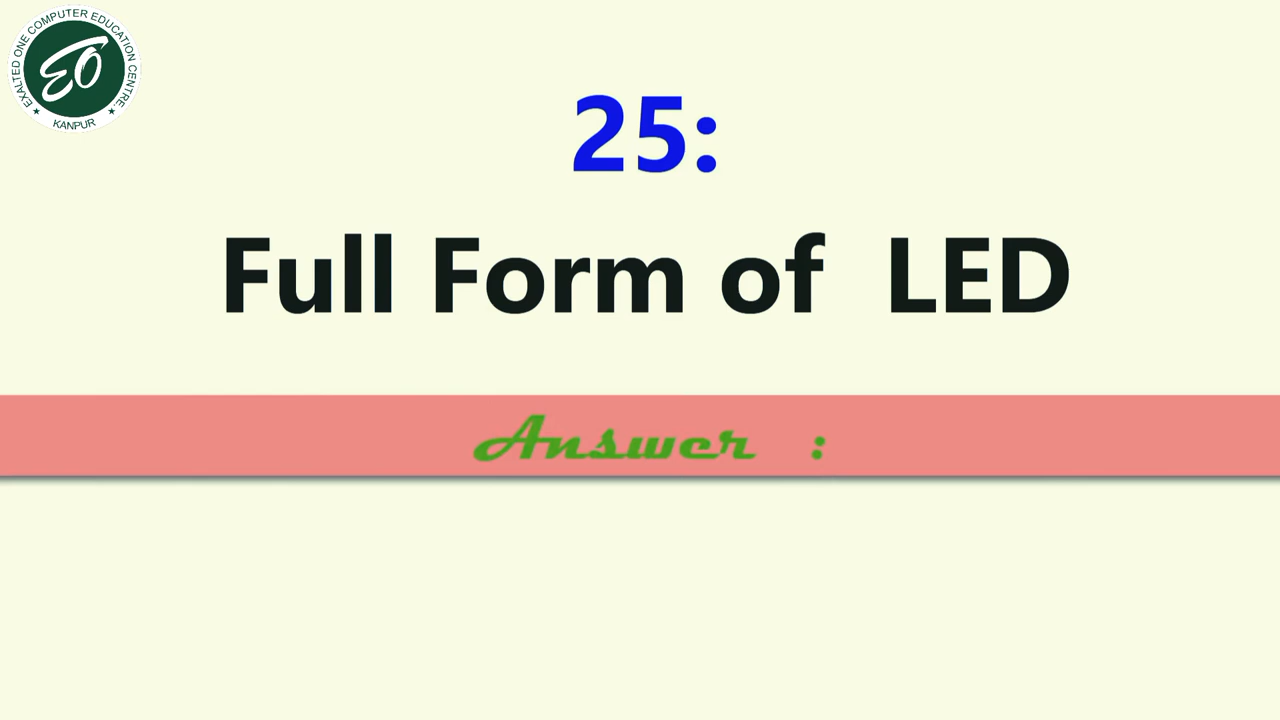 EXALTED ONE COMPUTER EDUCATION CENTRE
EO
★ KANPUR ★
25:
Full Form of LED
Answer :